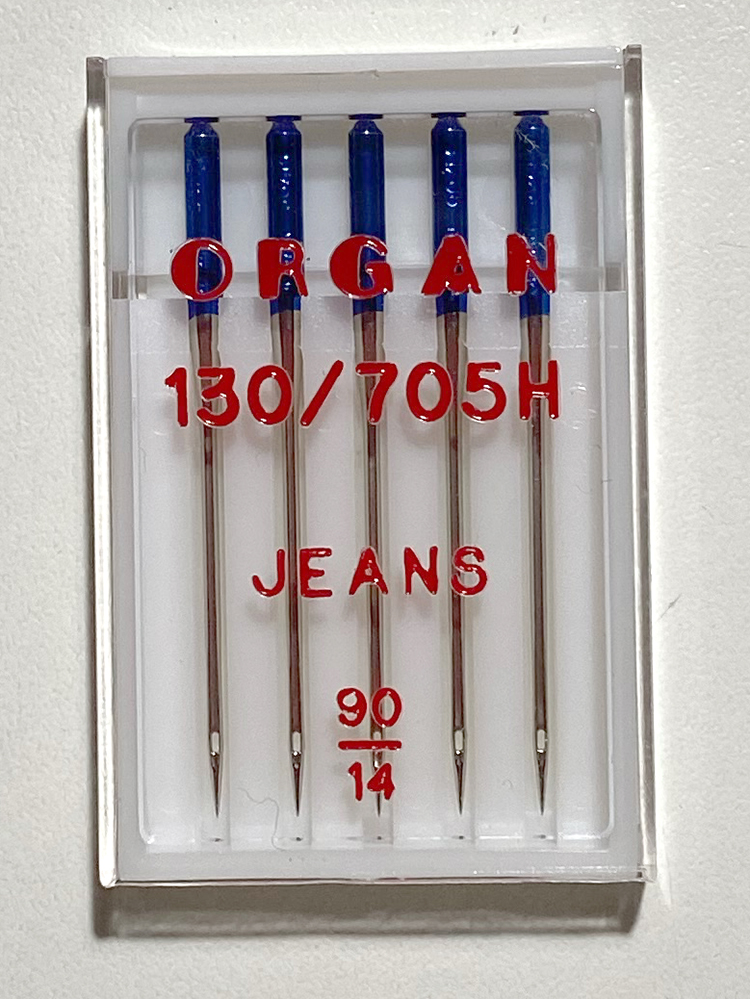 ORGAN
130/705H
JEANS
90
14